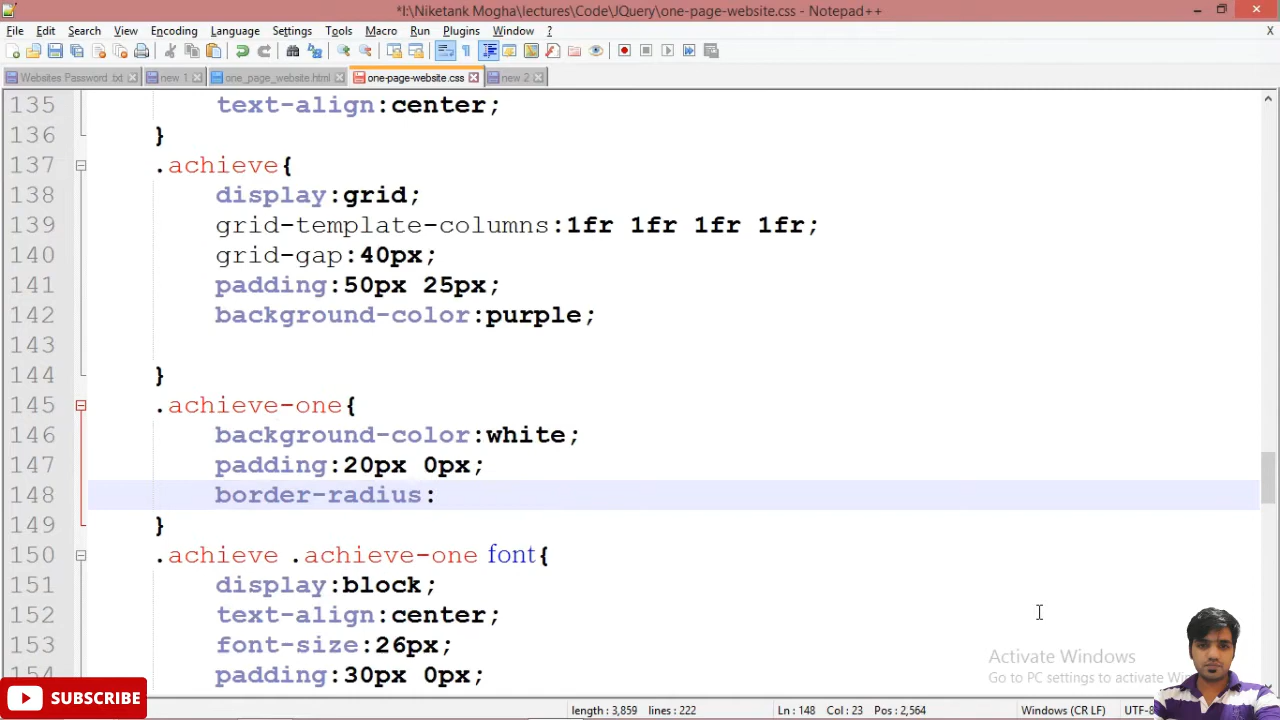 *I:\Niketank Mogha\lectures\Code\JQuery\one-page-website.css - Notepad++
File Edit Search View Encoding Language Settings Tools Macro Run Plugins Window ? X
Websites Password txt new 1 one_page_website.html one-page-website.css new 2
135 text-align:center;
136 }
137 .achieve{
138 display:grid;
139 grid-template-columns:1fr 1fr 1fr 1fr;
140 grid-gap:40px;
141 padding:50px 25px;
142 background-color:purple;
143
144 }
145 .achieve-one{
146 background-color:white;
147 padding:20px 0px;
148 border-radius:
149 }
150 .achieve .achieve-one font{
151 display:block;
152 text-align:center;
153 font-size:26px;
154 padding:30px 0px;
Activate Windows
Go to PC settings to activate Wi
SUBSCRIBE
length : 3,859 lines : 222 Ln : 148 Col : 23 Pos : 2,564 Windows (CR LF) UTF-8